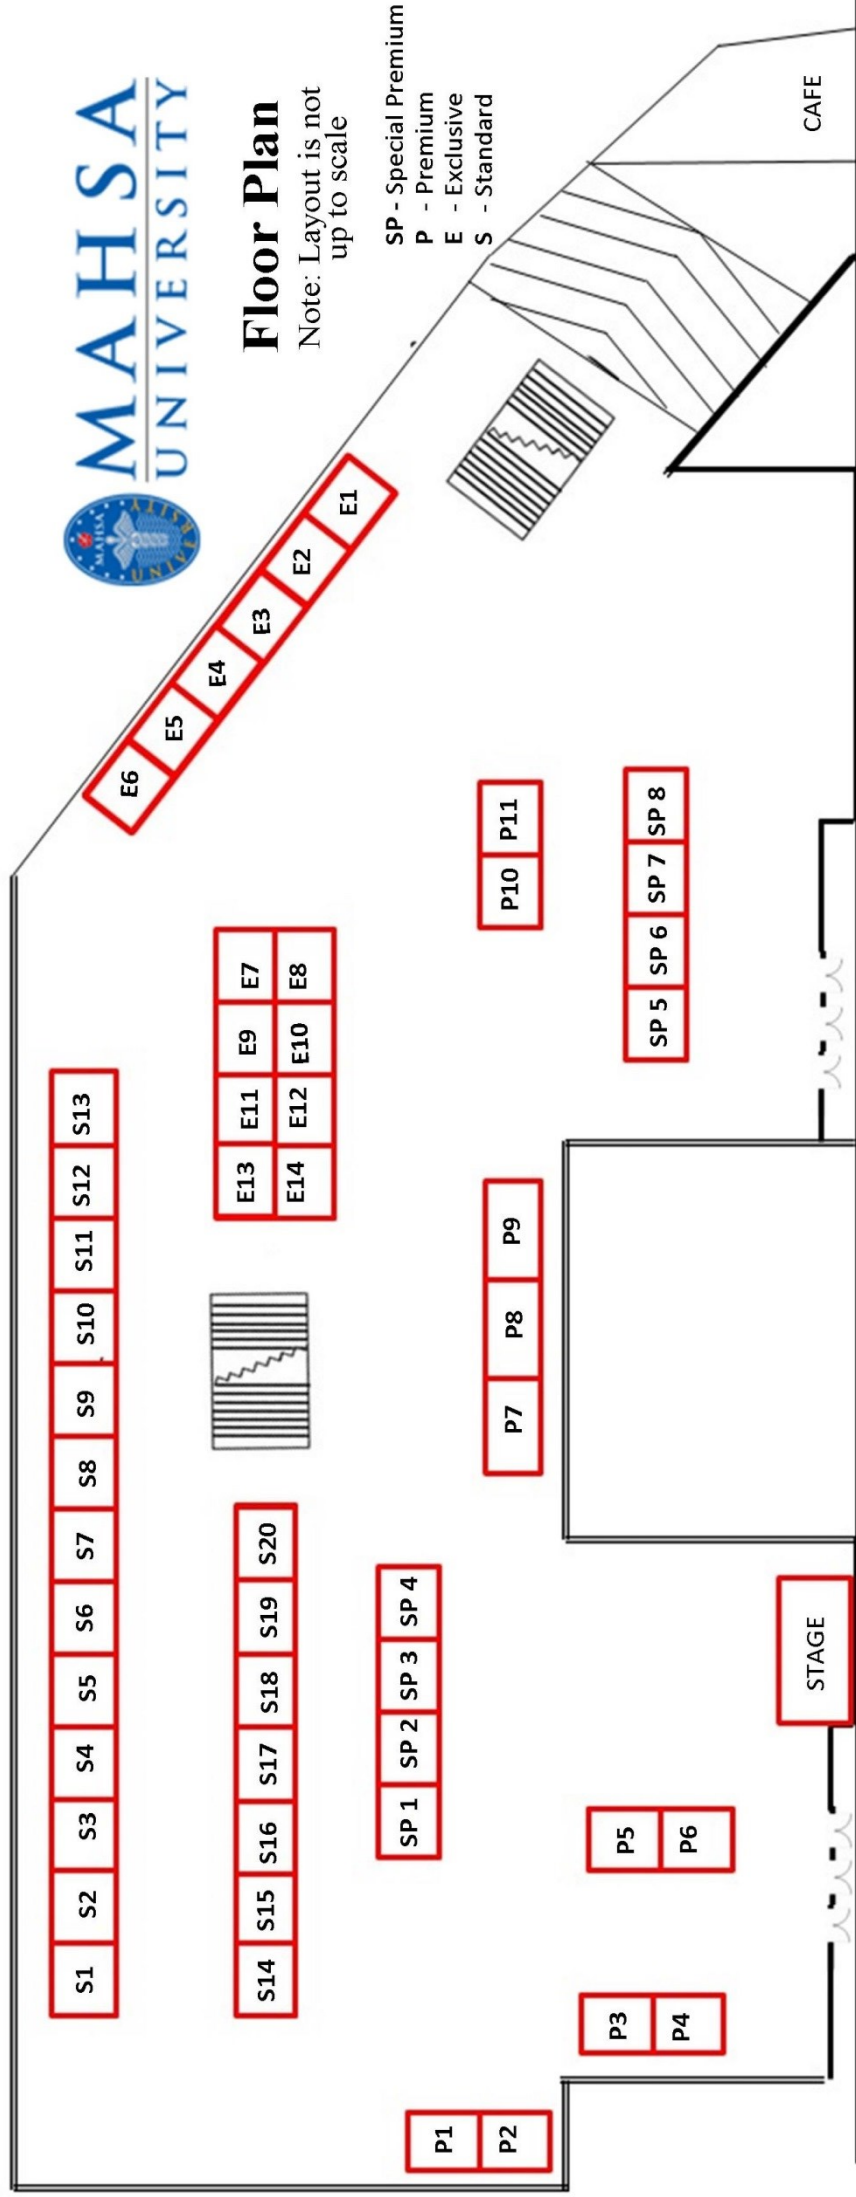 MAHSA
UNIVERSITY
MAHSA
UNIVERSITY
Floor Plan
Note: Layout is not
up to scale
SP - Special Premium
P - Premium
E - Exclusive
S - Standard
S1 S2 S3 S4 S5 S6 S7 S8 S9 S10 S11 S12 S13
E6 E5 E4 E3 E2 E1
S14 S15 S16 S17 S18 S19 S20
E13 E11 E9 E7
E14 E12 E10 E8
SP 1 SP 2 SP 3 SP 4
P1
P2
P7 P8 P9
P10 P11
P3
P4
P5
P6
SP 5 SP 6 SP 7 SP 8
STAGE
CAFE